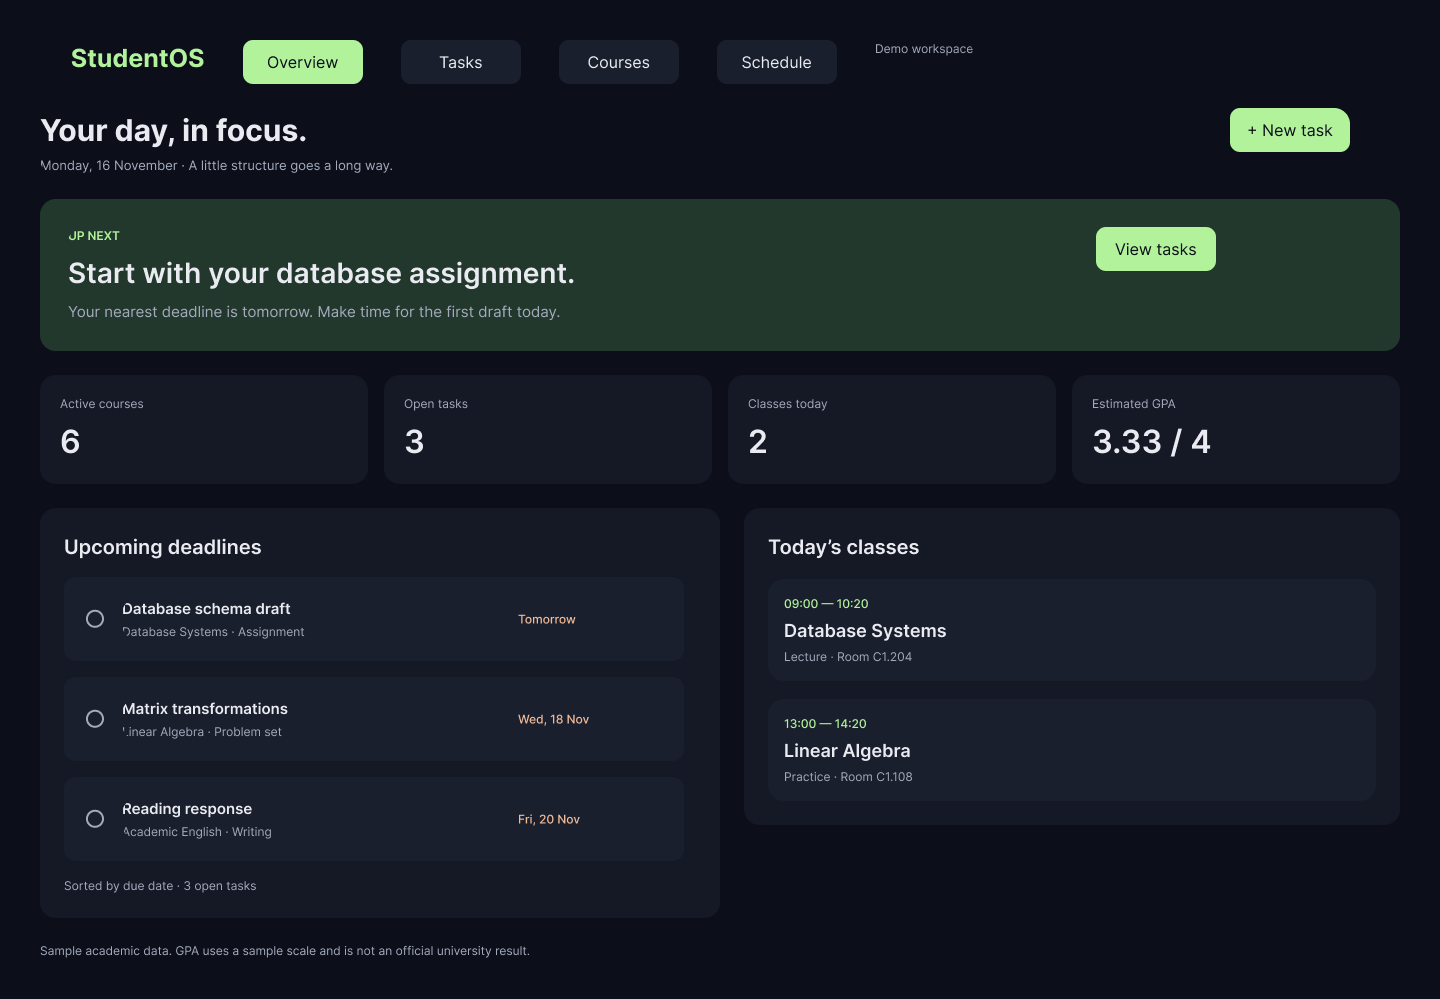 StudentOS
Overview
Tasks
Courses
Schedule
Demo workspace
Your day, in focus.
+ New task
Monday, 16 November · A little structure goes a long way.
UP NEXT
View tasks
Start with your database assignment.
Your nearest deadline is tomorrow. Make time for the first draft today.
Active courses
6
Open tasks
3
Classes today
2
Estimated GPA
3.33 / 4
Upcoming deadlines
Database schema draft
Database Systems · Assignment
Tomorrow
Matrix transformations
Linear Algebra · Problem set
Wed, 18 Nov
Reading response
Academic English · Writing
Fri, 20 Nov
Sorted by due date · 3 open tasks
Today’s classes
09:00 — 10:20
Database Systems
Lecture · Room C1.204
13:00 — 14:20
Linear Algebra
Practice · Room C1.108
Sample academic data. GPA uses a sample scale and is not an official university result.